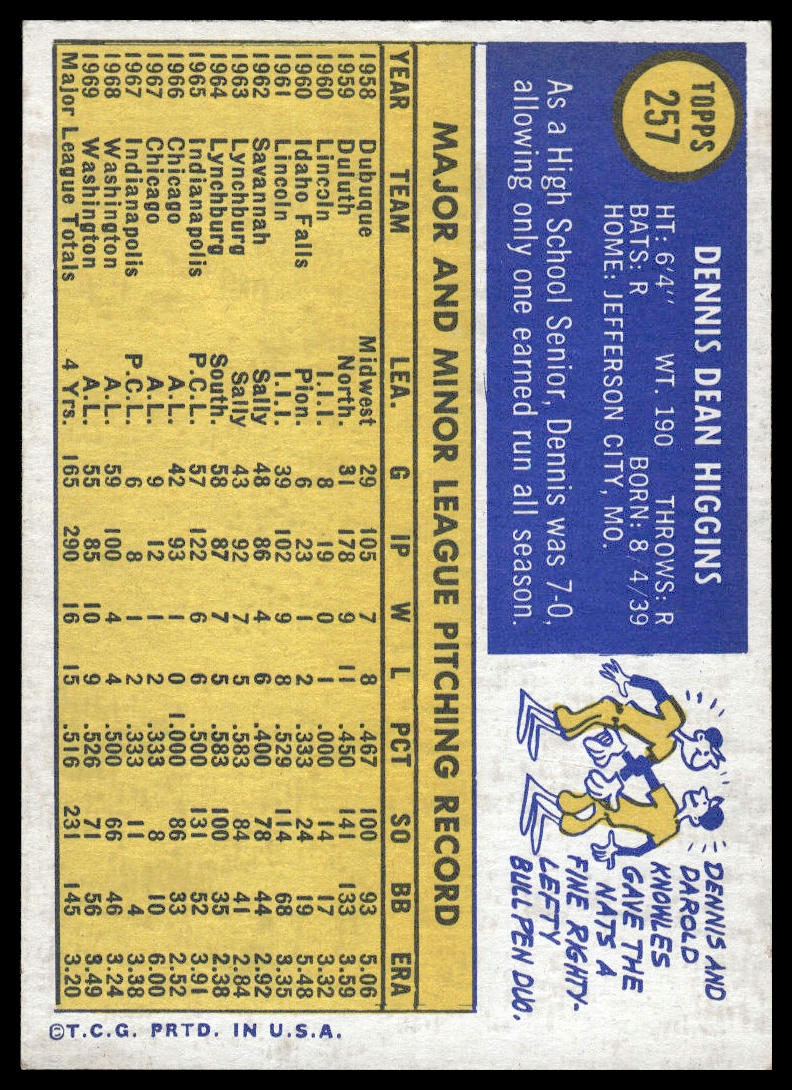 TOPPS
257
DENNIS DEAN HIGGINS
HT: 6'4" WT. 190 THROWS: R
BATS: R BORN: 8/4/39
HOME: JEFFERSON CITY, MO.
As a High School Senior, Dennis was 7-0,
allowing only one earned run all season.
DENNIS AND
DAROLD
KNOWLES
GAVE THE
NATS A
FINE RIGHTY-
LEFTY
BULLPEN DUO.
MAJOR AND MINOR LEAGUE PITCHING RECORD
YEAR TEAM LEA. G IP W L PCT SO BB ERA
1958 Dubuque Midwest 29 105 7 8 .467 100 93 5.06
1959 Duluth North. 31 178 9 11 .450 141 133 3.59
1960 Lincoln I.I.I. 8 19 0 1 .000 14 17 3.32
1960 Idaho Falls Pion. 6 23 1 2 .333 24 19 5.48
1961 Lincoln I.I.I. 39 102 9 8 .529 114 68 3.35
1962 Savannah Sally 48 86 4 6 .400 78 44 2.92
1963 Lynchburg Sally 43 92 7 5 .583 84 41 2.84
1964 Lynchburg South. 58 87 7 5 .583 100 35 2.38
1965 Indianapolis P.C.L. 57 122 6 6 .500 131 52 3.91
1966 Chicago A.L. 42 93 1 0 1.000 86 33 2.52
1967 Chicago A.L. 9 12 1 2 .333 8 10 6.00
1967 Indianapolis P.C.L. 6 8 1 2 .333 11 4 3.38
1968 Washington A.L. 59 100 4 4 .500 66 46 3.24
1969 Washington A.L. 55 85 10 9 .526 71 56 3.49
Major League Totals 4 Yrs. 165 290 16 15 .516 231 145 3.20
©T.C.G. PRTD. IN U.S.A.